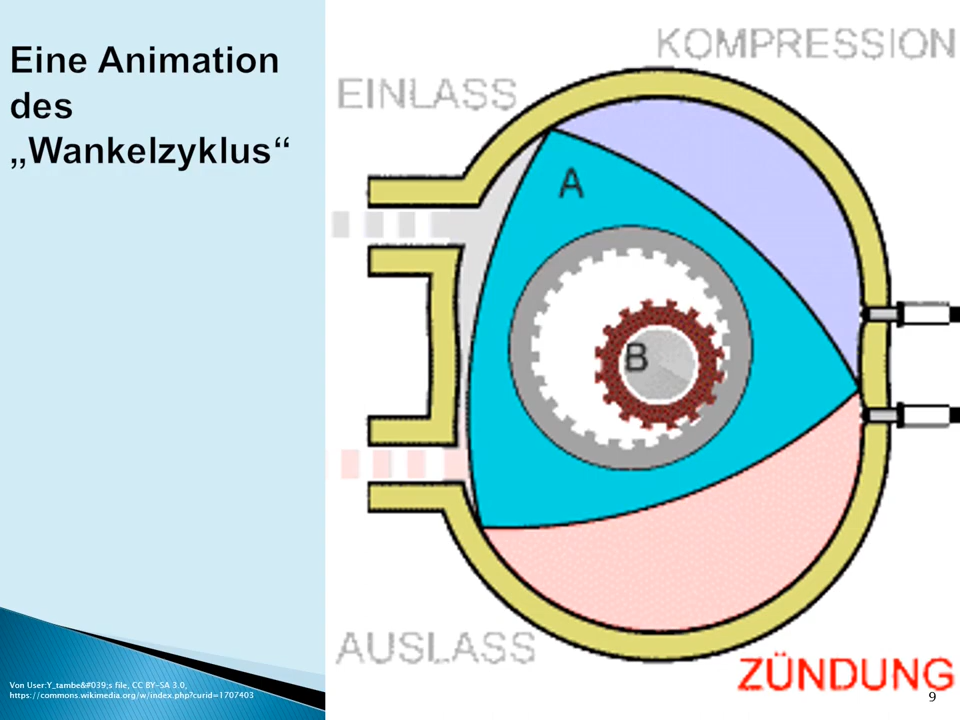 Eine Animation
des
„Wankelzyklus“
KOMPRESSION
EINLASS
A
B
AUSLASS
ZÜNDUNG
Von User:Y_tambe&#039;s file, CC BY-SA 3.0,
https://commons.wikimedia.org/w/index.php?curid=1707403
9